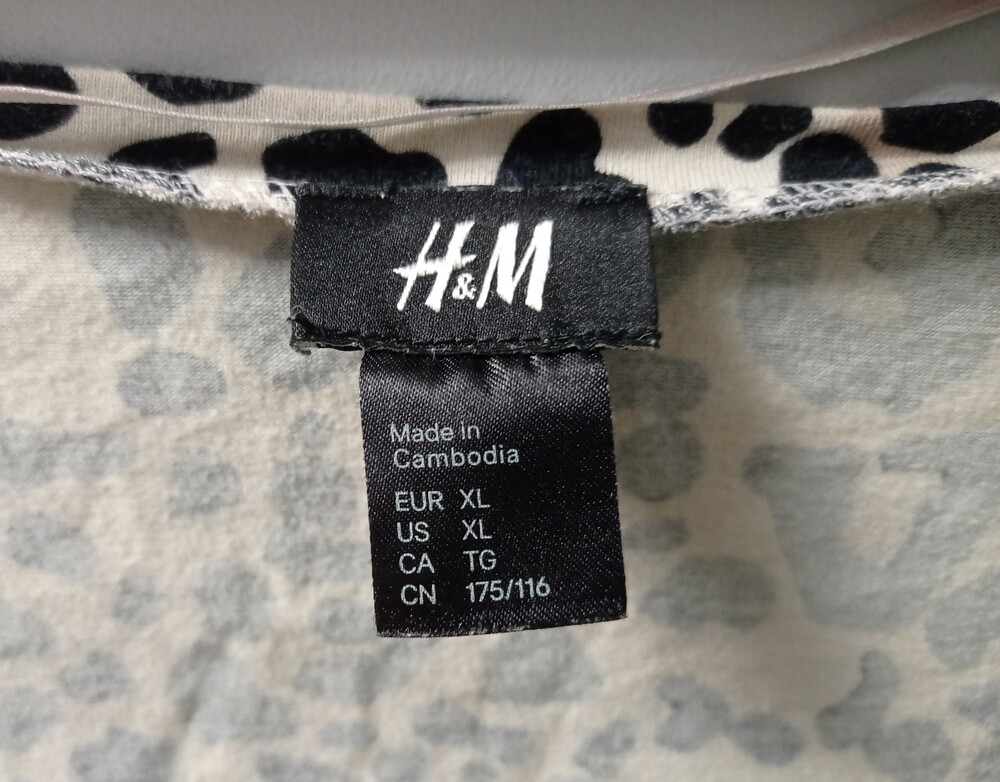 H&M
Made in
Cambodia
EUR XL
US XL
CA TG
CN 175/116